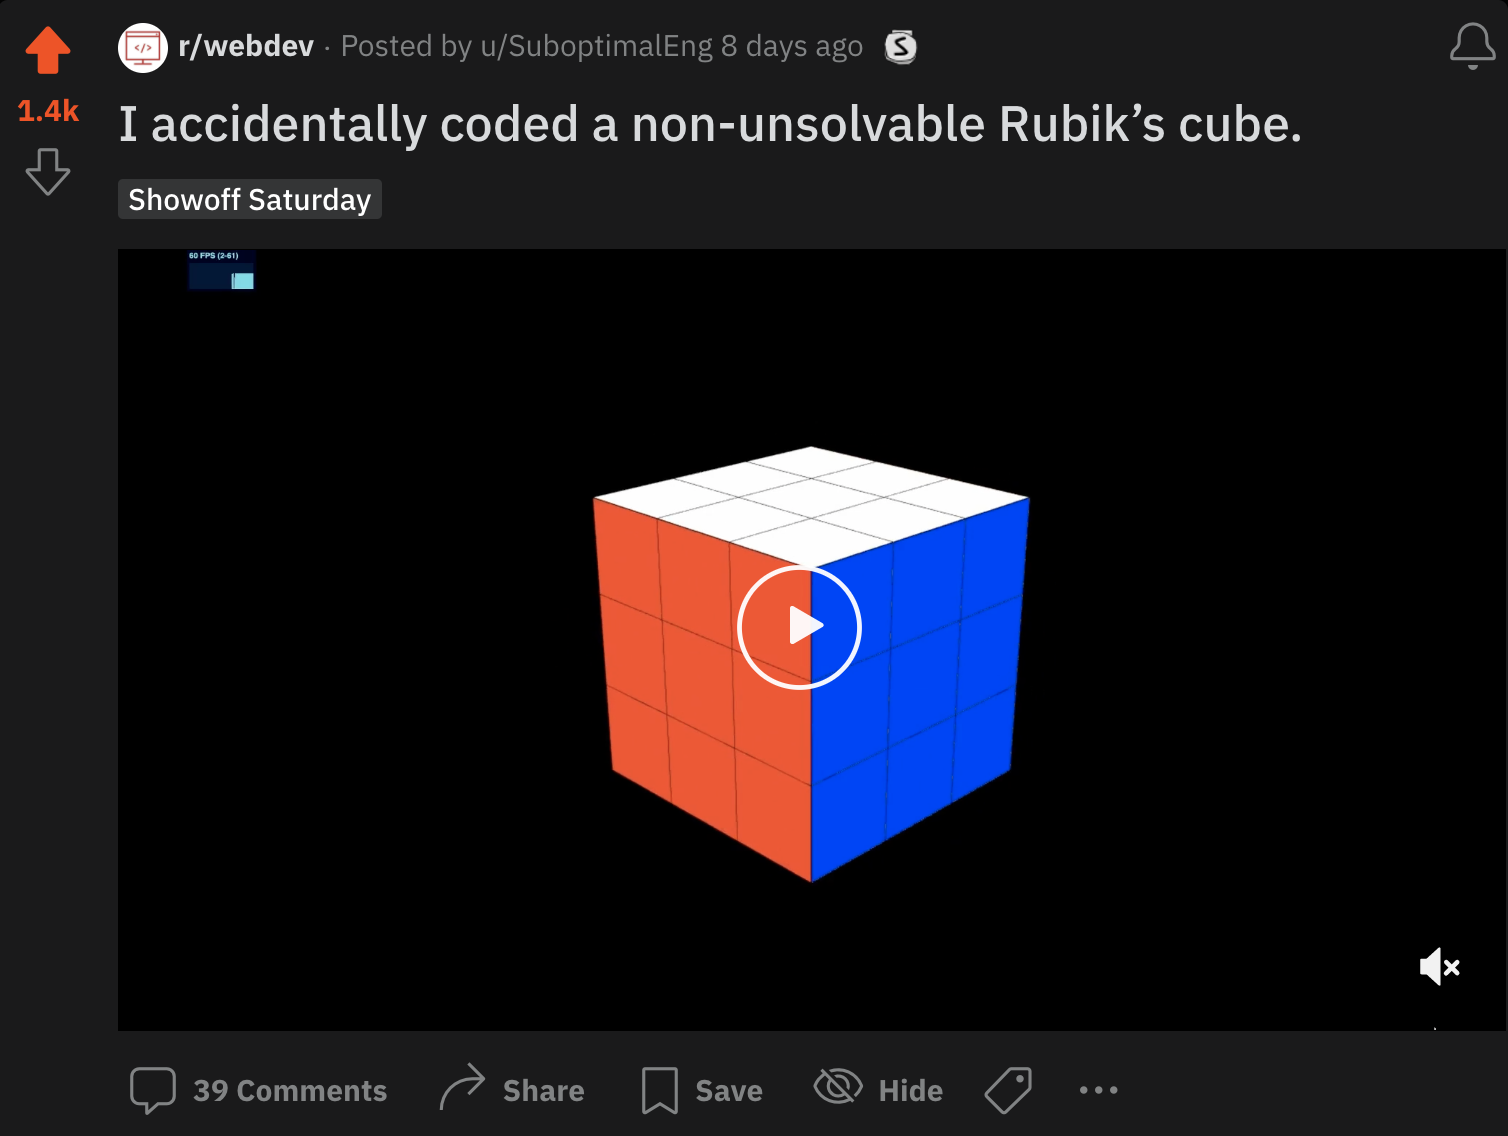 r/webdev · Posted by u/SuboptimalEng 8 days ago
1.4k
I accidentally coded a non-unsolvable Rubik’s cube.
Showoff Saturday
60 FPS (2-61)
39 Comments Share Save Hide